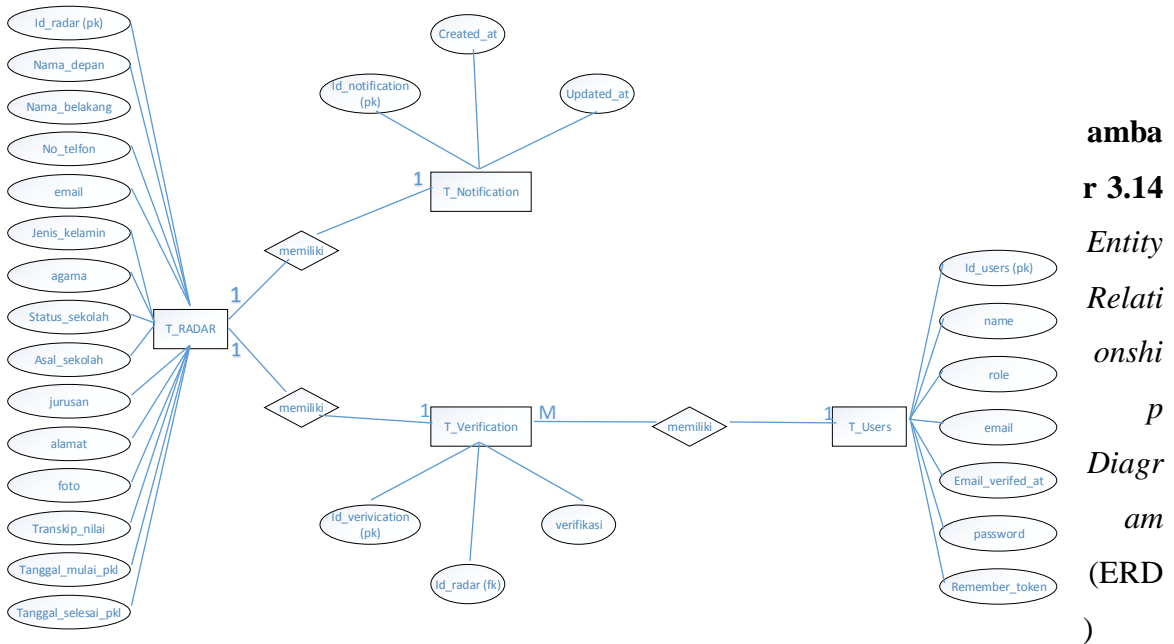 Id_radar (pk)
Nama_depan
Nama_belakang
No_telfon
email
Jenis_kelamin
agama
Status_sekolah
Asal_sekolah
jurusan
alamat
foto
Transkip_nilai
Tanggal_mulai_pkl
Tanggal_selesai_pkl
T_RADAR
1
1
memiliki
memiliki
Created_at
Id_notification
(pk)
Updated_at
1
T_Notification
1
T_Verification
M
Id_verivication
(pk)
Id_radar (fk)
verifikasi
memiliki
1
T_Users
Id_users (pk)
name
role
email
Email_verifed_at
password
Remember_token
amba
r 3.14
Entity
Relati
onshi
p
Diagr
am
(ERD
)